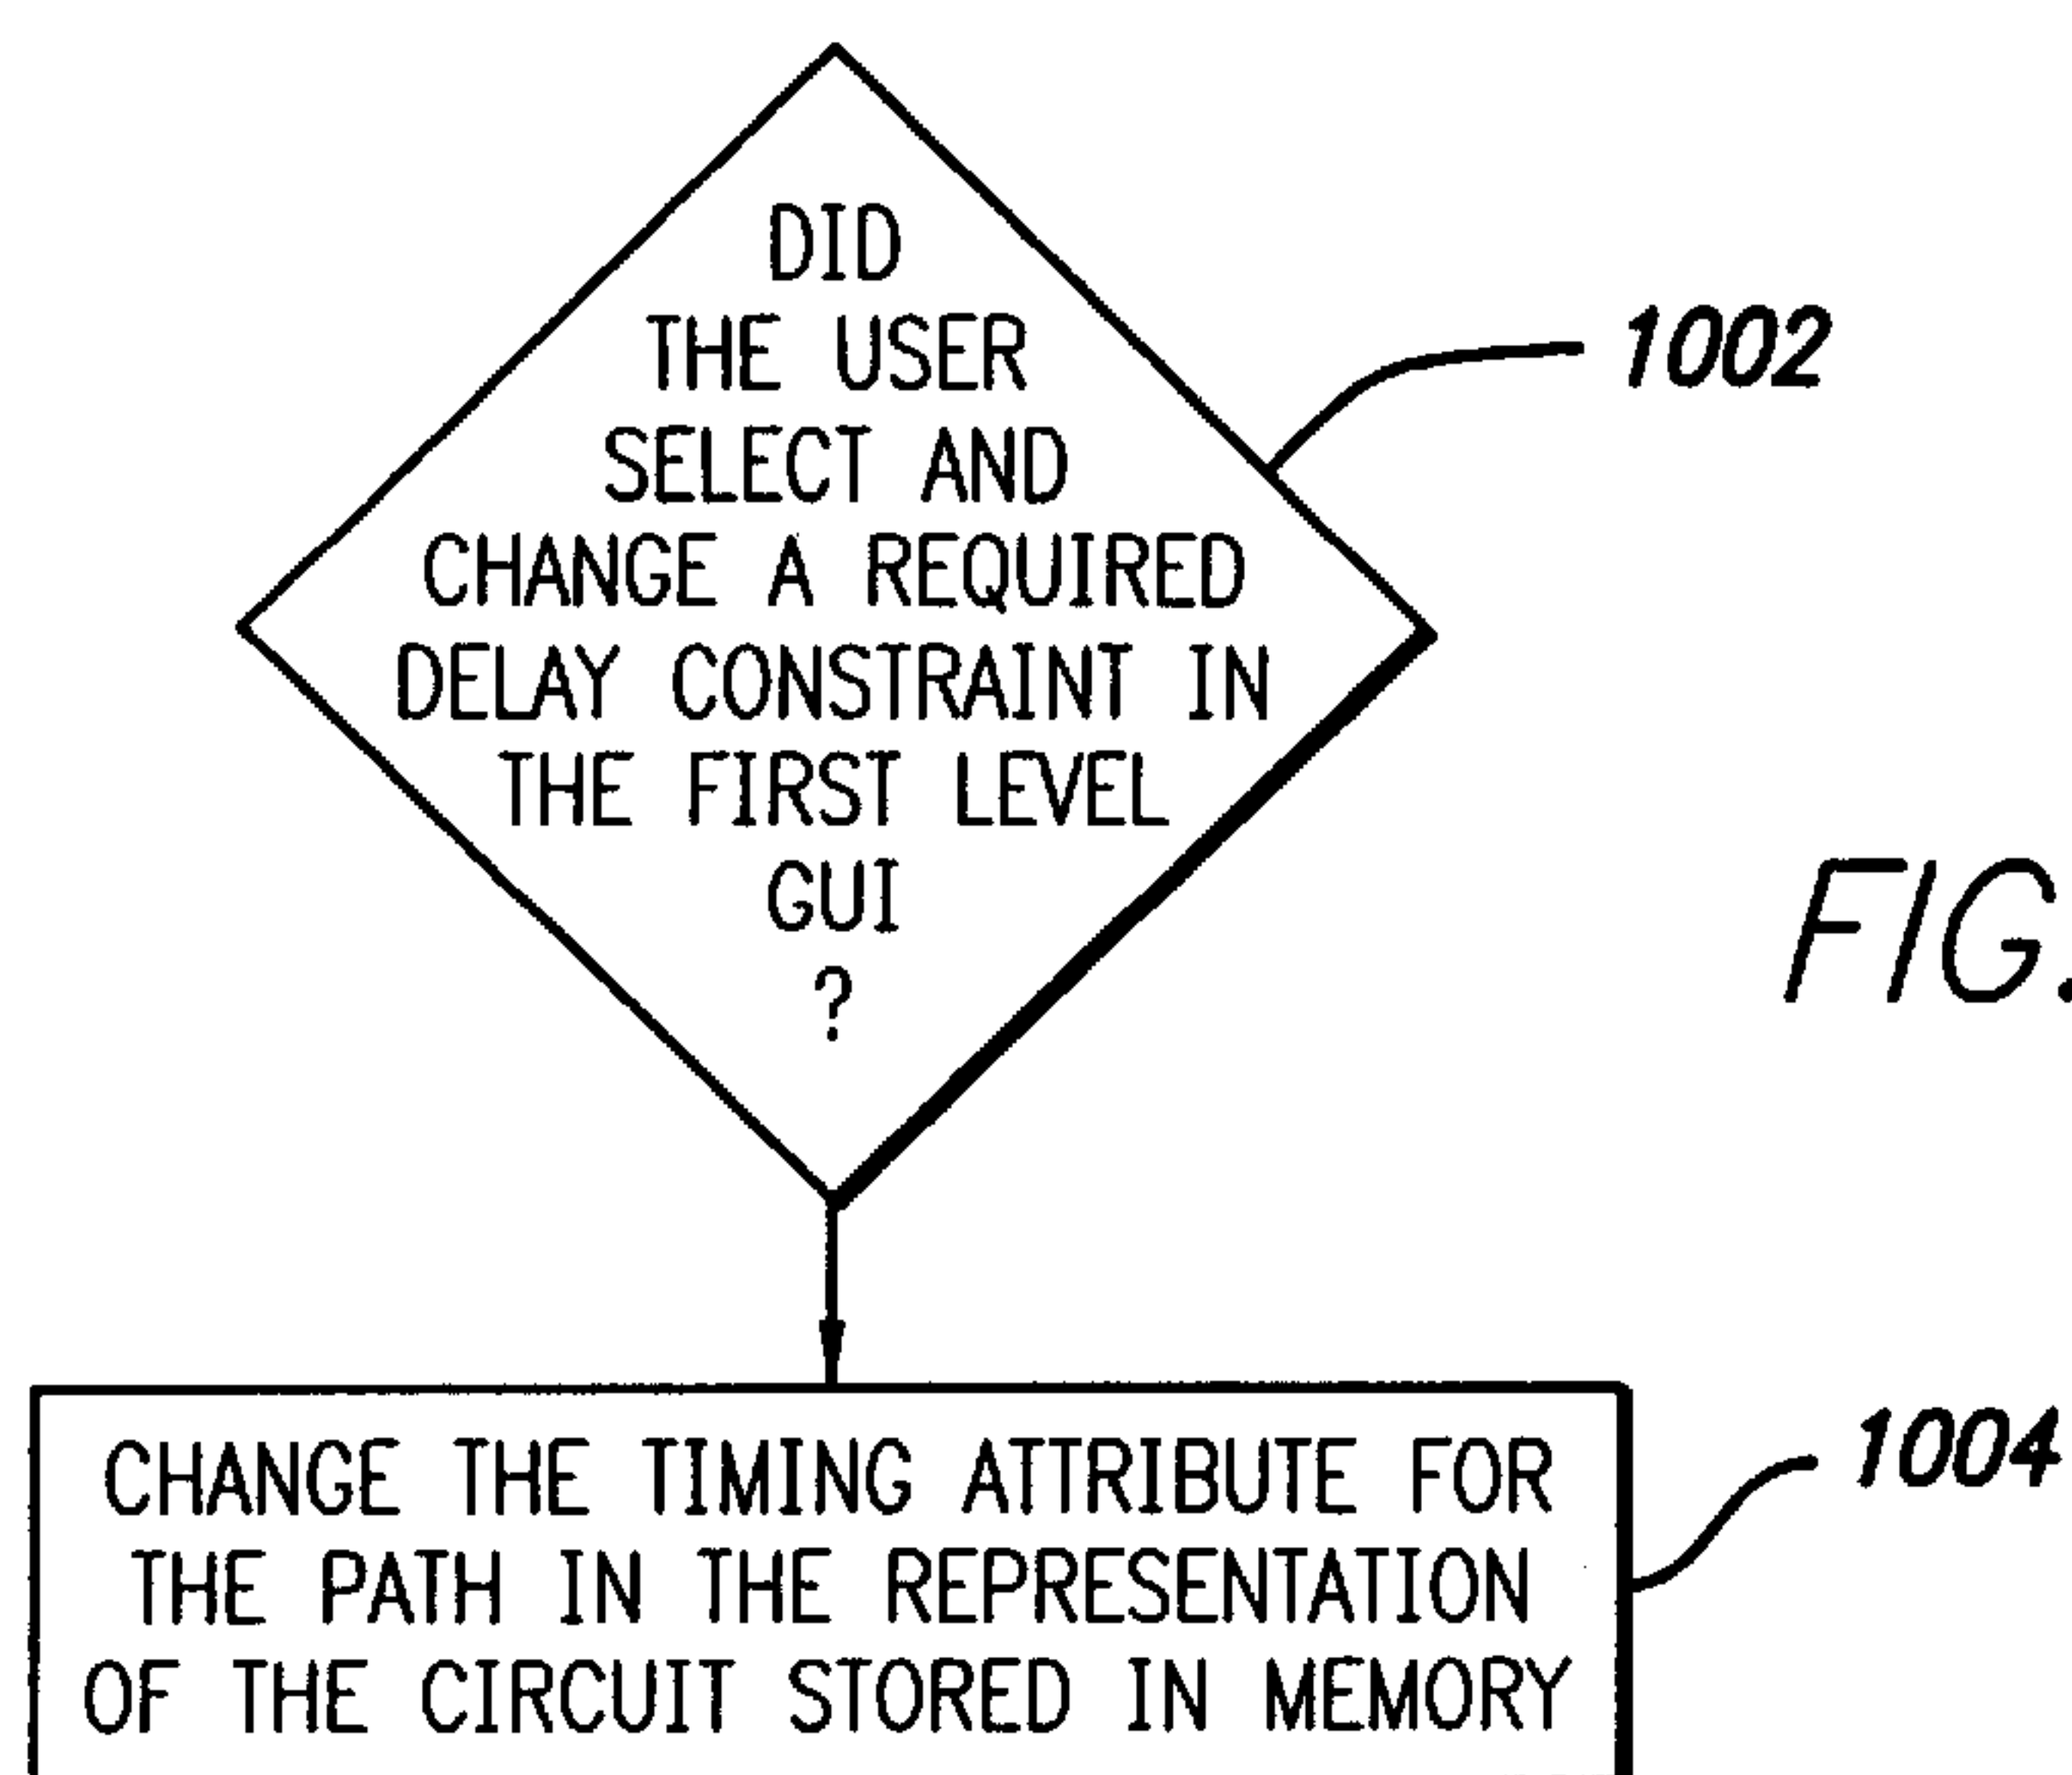 DID
THE USER
SELECT AND
CHANGE A REQUIRED
DELAY CONSTRAINT IN
THE FIRST LEVEL
GUI
?
1002
FIG.
CHANGE THE TIMING ATTRIBUTE FOR
THE PATH IN THE REPRESENTATION
OF THE CIRCUIT STORED IN MEMORY
1004